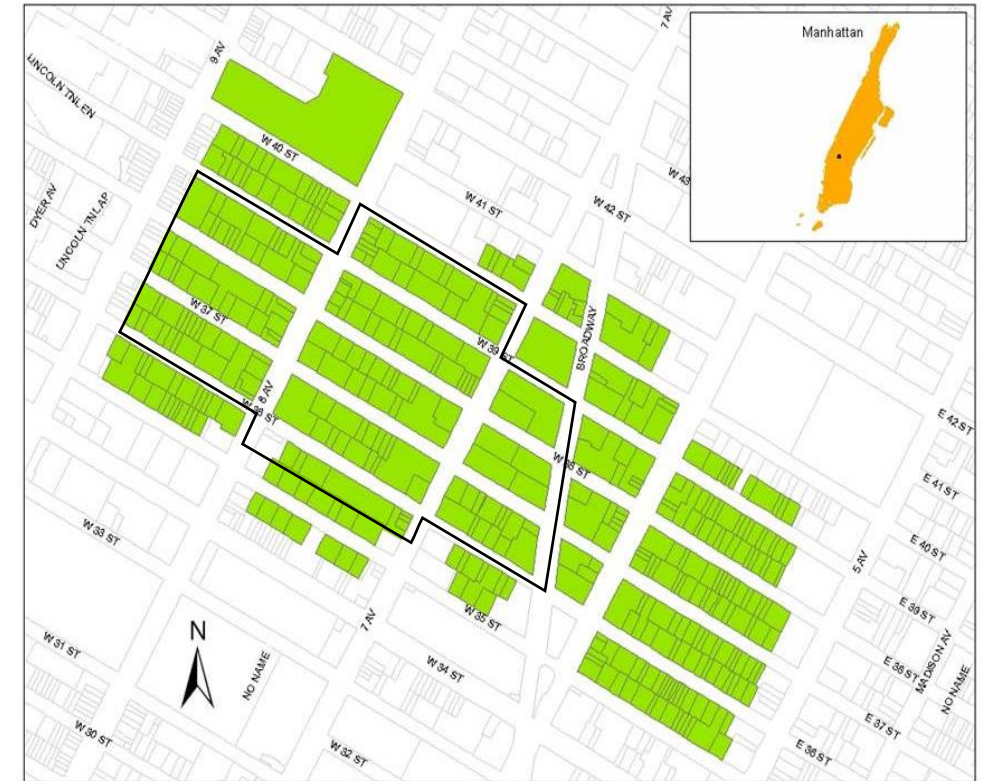 7 AV
Manhattan
9 AV
LINCOLN TNL EN
W 40 ST
W 43
DYER AV
LINCOLN TNL AP
W 41 ST
W 42 ST
W 37 ST
BROADWAY
W 39 ST
8 AV
W 36 ST
E 42 ST
E 41 ST
W 33 ST
E 40 ST
5 AV
E 39 ST
W 35 ST
7 AV
N
W 31 ST
NO NAME
W 34 ST
MADISON AV
NO NAME
E 37 ST
W 30 ST
W 32 ST
E 36 ST